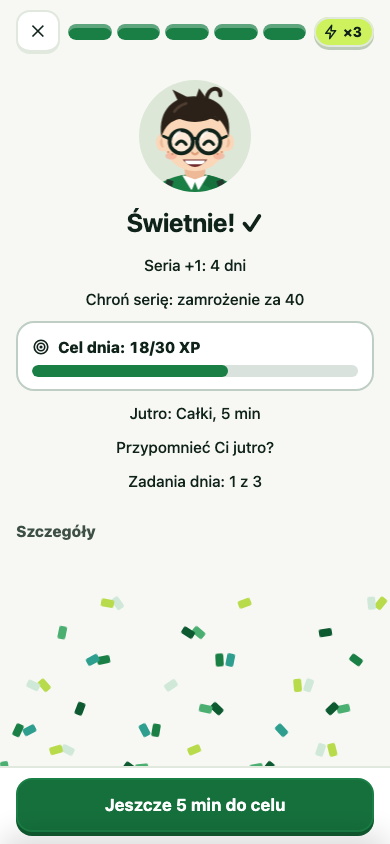 ×3
Świetnie! ✓
Seria +1: 4 dni
Chroń serię: zamrożenie za 40
Cel dnia: 18/30 XP
Jutro: Całki, 5 min
Przypomnieć Ci jutro?
Zadania dnia: 1 z 3
Szczegóły
Jeszcze 5 min do celu